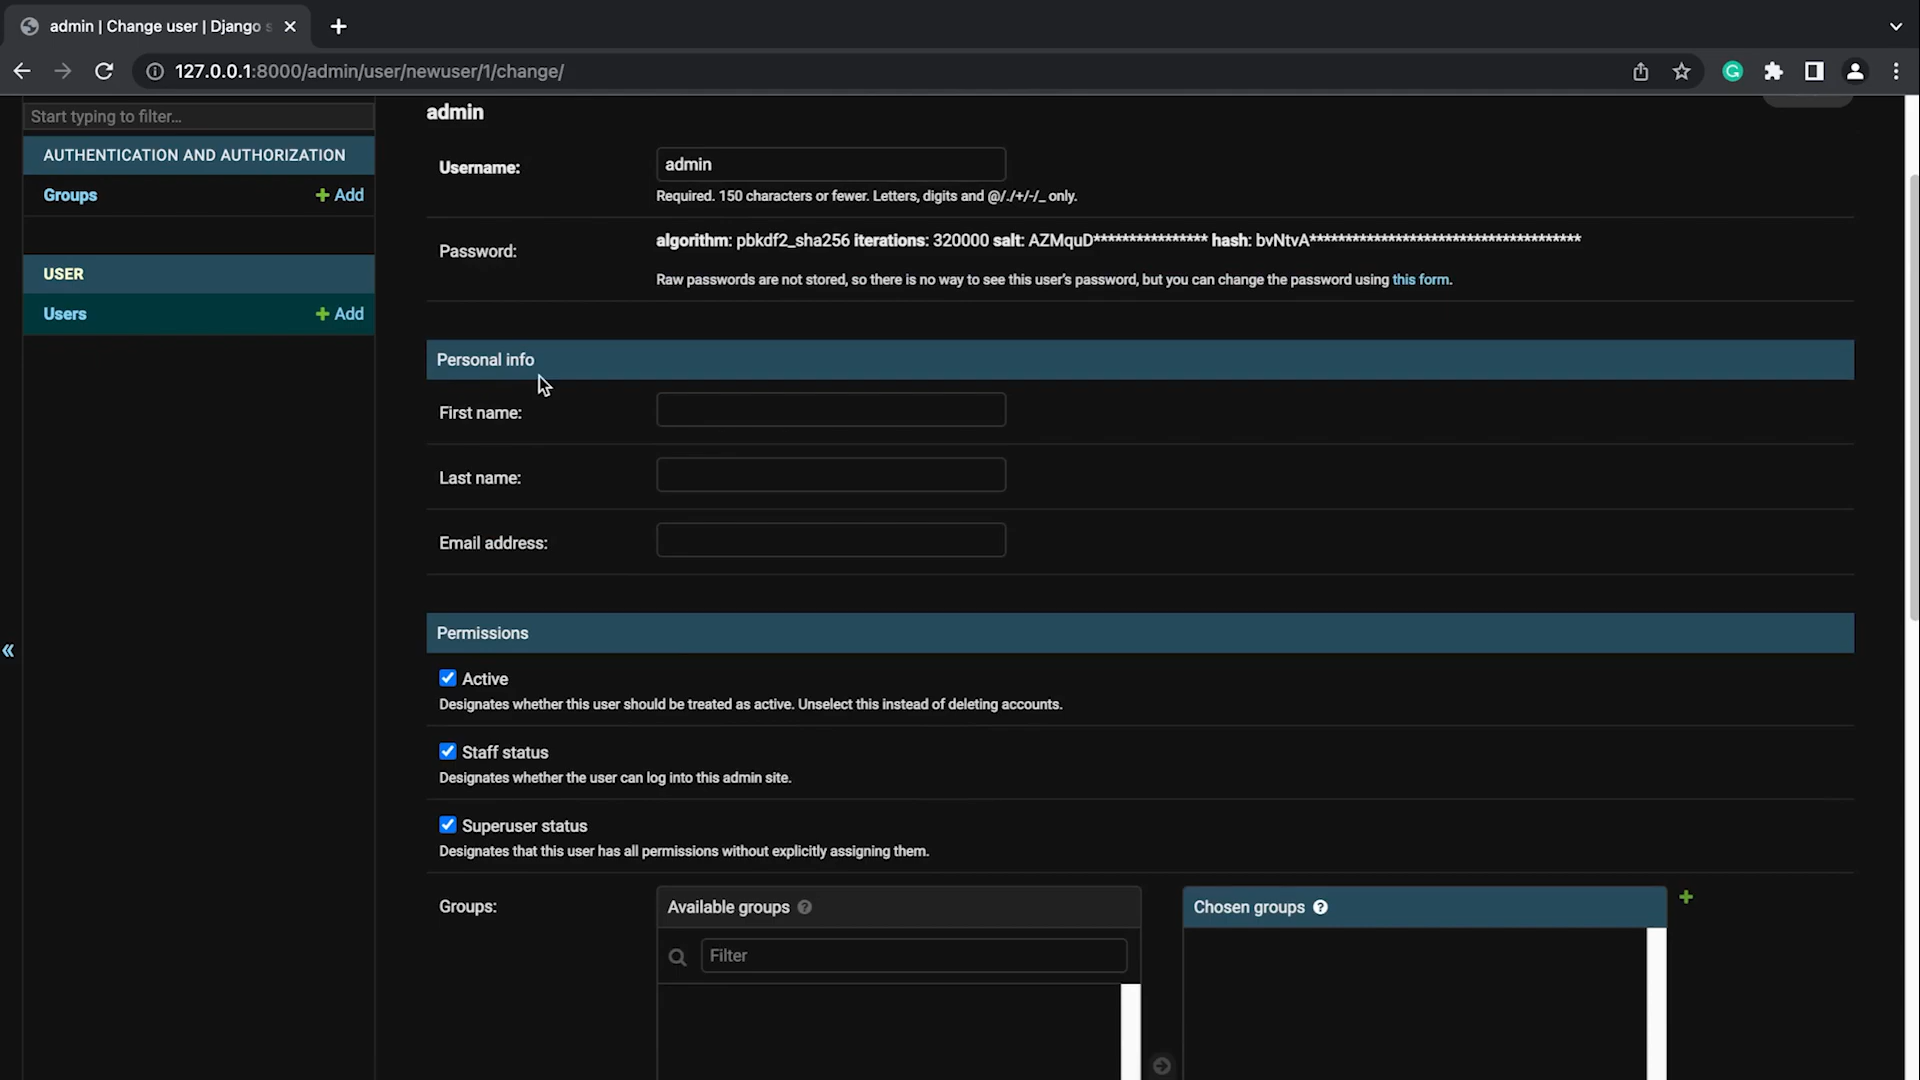 admin | Change user | Django s
127.0.0.1:8000/admin/user/newuser/1/change/
Start typing to filter...
AUTHENTICATION AND AUTHORIZATION
Groups
+ Add
USER
Users
+ Add
«
admin
Username:
admin
Required. 150 characters or fewer. Letters, digits and @/./+/-/_ only.
Password:
algorithm: pbkdf2_sha256 iterations: 320000 salt: AZMquD**************** hash: bvNtvA**************************************
Raw passwords are not stored, so there is no way to see this user's password, but you can change the password using this form.
Personal info
First name:
Last name:
Email address:
Permissions
Active
Designates whether this user should be treated as active. Unselect this instead of deleting accounts.
Staff status
Designates whether the user can log into this admin site.
Superuser status
Designates that this user has all permissions without explicitly assigning them.
Groups:
Available groups ?
Filter
Chosen groups ?